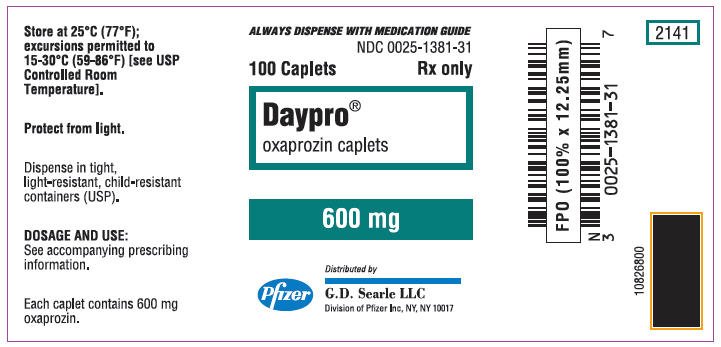 Store at 25°C (77°F);
excursions permitted to
15-30°C (59-86°F) [see USP
Controlled Room
Temperature].
Protect from light.
Dispense in tight,
light-resistant, child-resistant
containers (USP).
DOSAGE AND USE:
See accompanying prescribing
information.
Each caplet contains 600 mg
oxaprozin.
ALWAYS DISPENSE WITH MEDICATION GUIDE
NDC 0025-1381-31
100 Caplets Rx only
Daypro®
oxaprozin caplets
600 mg
Pfizer
Distributed by
G.D. Searle LLC
Division of Pfizer Inc, NY, NY 10017
FPO (100% x 12.25mm)
N
3 0025-1381-31 7
2141
10826800